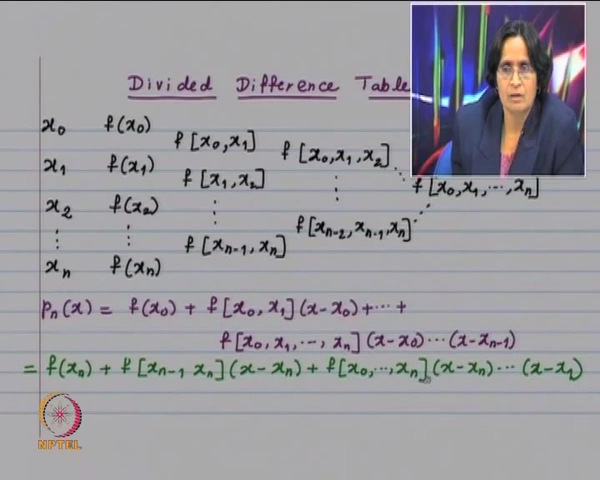 Divided Difference Table
x₀ f(x₀)
f[x₀,x₁]
x₁ f(x₁) f[x₀,x₁,x₂]
f[x₁,x₂] f[x₀,x₁,⋯,xₙ]
x₂ f(x₂)
⋮ ⋮ f[xₙ₋₂,xₙ₋₁,xₙ]
f[xₙ₋₁,xₙ]
xₙ f(xₙ)
pₙ(x) = f(x₀) + f[x₀,x₁](x-x₀)+⋯+
f[x₀,x₁,⋯,xₙ](x-x₀)⋯(x-xₙ₋₁)
= f(xₙ) + f[xₙ₋₁ xₙ](x-xₙ) + f[x₀,⋯,xₙ](x-xₙ)⋯(x-x₁)
NPTEL